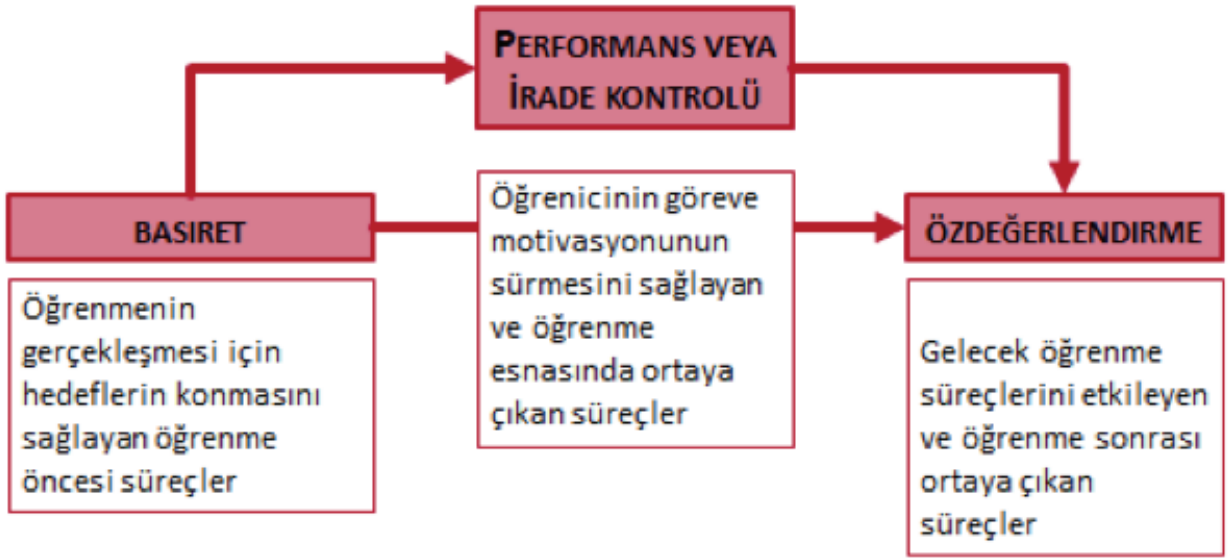 PERFORMANS VEYA
İRADE KONTROLÜ
BASIRET
Öğrenmenin
gerçekleşmesi için
hedeflerin konmasını
sağlayan öğrenme
öncesi süreçler
Öğrenicinin göreve
motivasyonunun
sürmesini sağlayan
ve öğrenme
esnasında ortaya
çıkan süreçler
ÖZDEĞERLENDIRME
Gelecek öğrenme
süreçlerini etkileyen
ve öğrenme sonrası
ortaya çıkan
süreçler